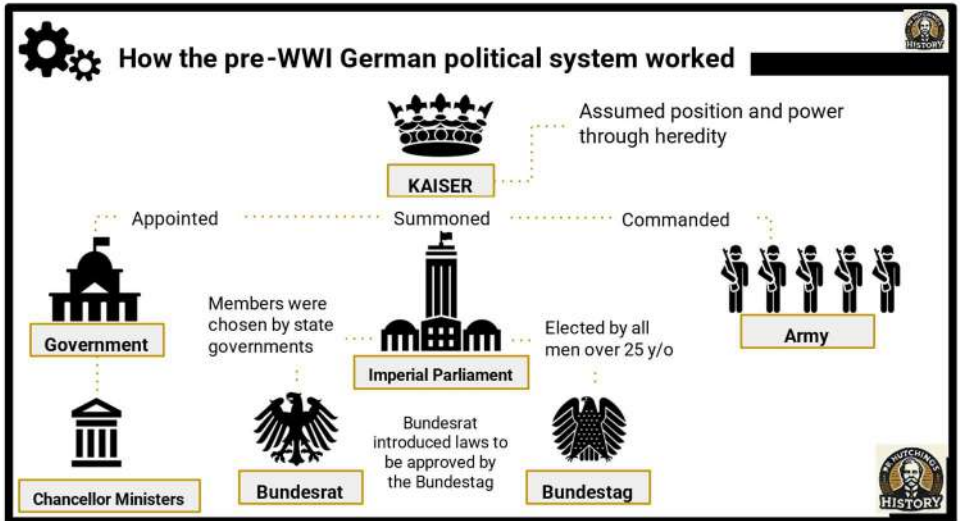 How the pre-WWI German political system worked
HISTORY
Assumed position and power
through heredity
KAISER
Appointed
Summoned
Commanded
Government
Members were
chosen by state
governments
Imperial Parliament
Elected by all
men over 25 y/o
Army
Chancellor Ministers
Bundesrat
Bundesrat
introduced laws to
be approved by
the Bundestag
Bundestag
HUTCHINGS
HISTORY